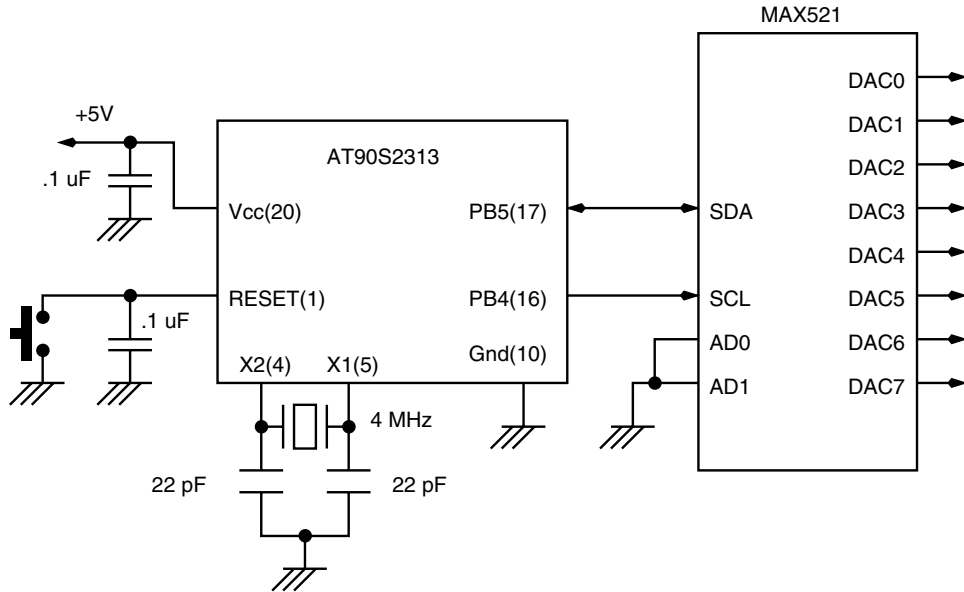 MAX521
DAC0
+5V
DAC1
AT90S2313
.1 uF
DAC2
Vcc(20)
PB5(17)
SDA
DAC3
DAC4
RESET(1)
PB4(16)
SCL
DAC5
.1 uF
AD0
DAC6
Gnd(10)
X2(4)
X1(5)
AD1
DAC7
4 MHz
22 pF
22 pF